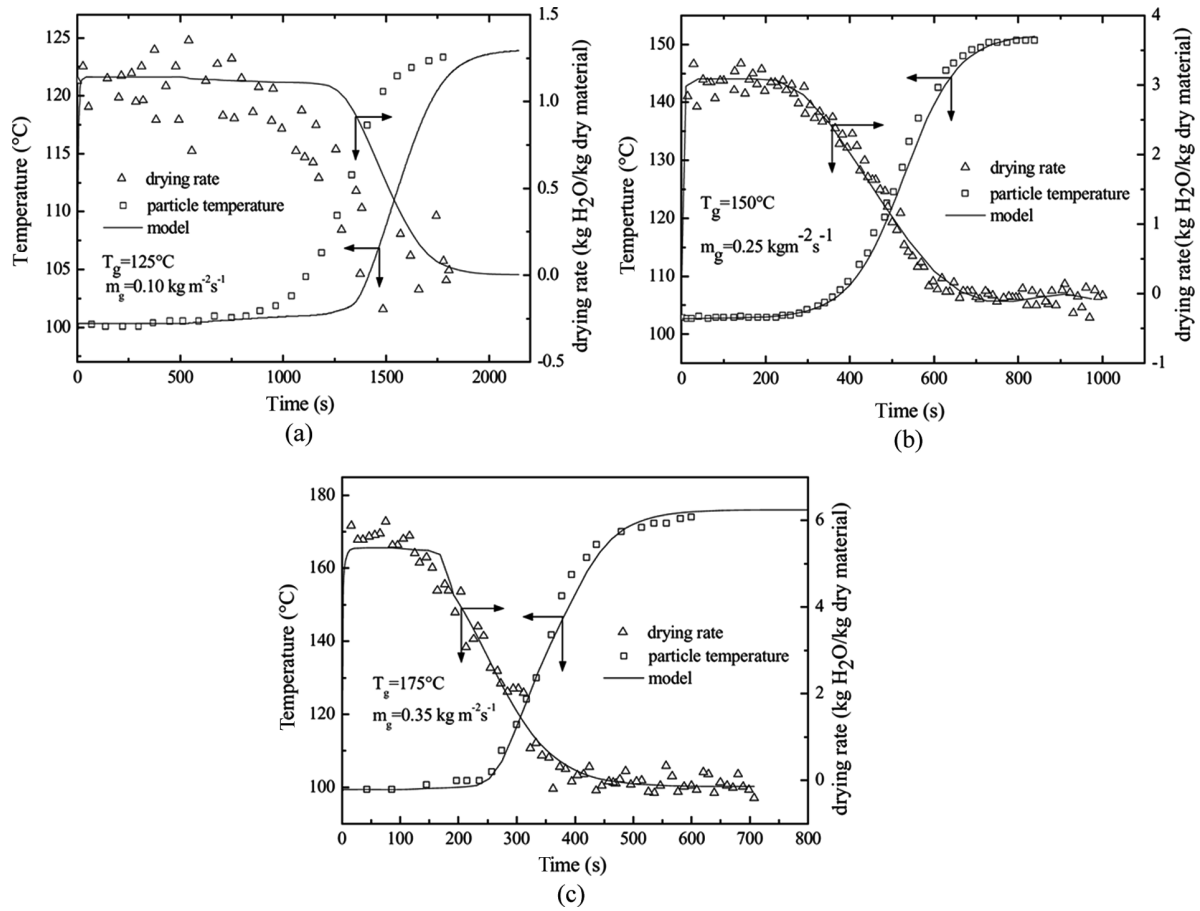 125
120
115
110
105
100
Temperature (°C)
1.5
1.0
0.5
0.0
-0.5
drying rate (kg H2O/kg dry material)
drying rate
particle temperature
model
Tg=125°C
mg=0.10 kg m-2s-1
0
500
1000
1500
2000
Time (s)
(a)
150
140
130
120
110
100
Temperture (°C)
4
3
2
1
0
-1
drying rate(kg H2O/kg dry material)
drying rate
particle temperature
model
Tg=150°C
mg=0.25 kgm-2s-1
0
200
400
600
800
1000
Time (s)
(b)
180
160
140
120
100
Temperature (°C)
6
4
2
0
drying rate (kg H2O/kg dry material)
drying rate
particle temperature
model
Tg=175°C
mg=0.35 kg m-2s-1
0
100
200
300
400
500
600
700
800
Time (s)
(c)